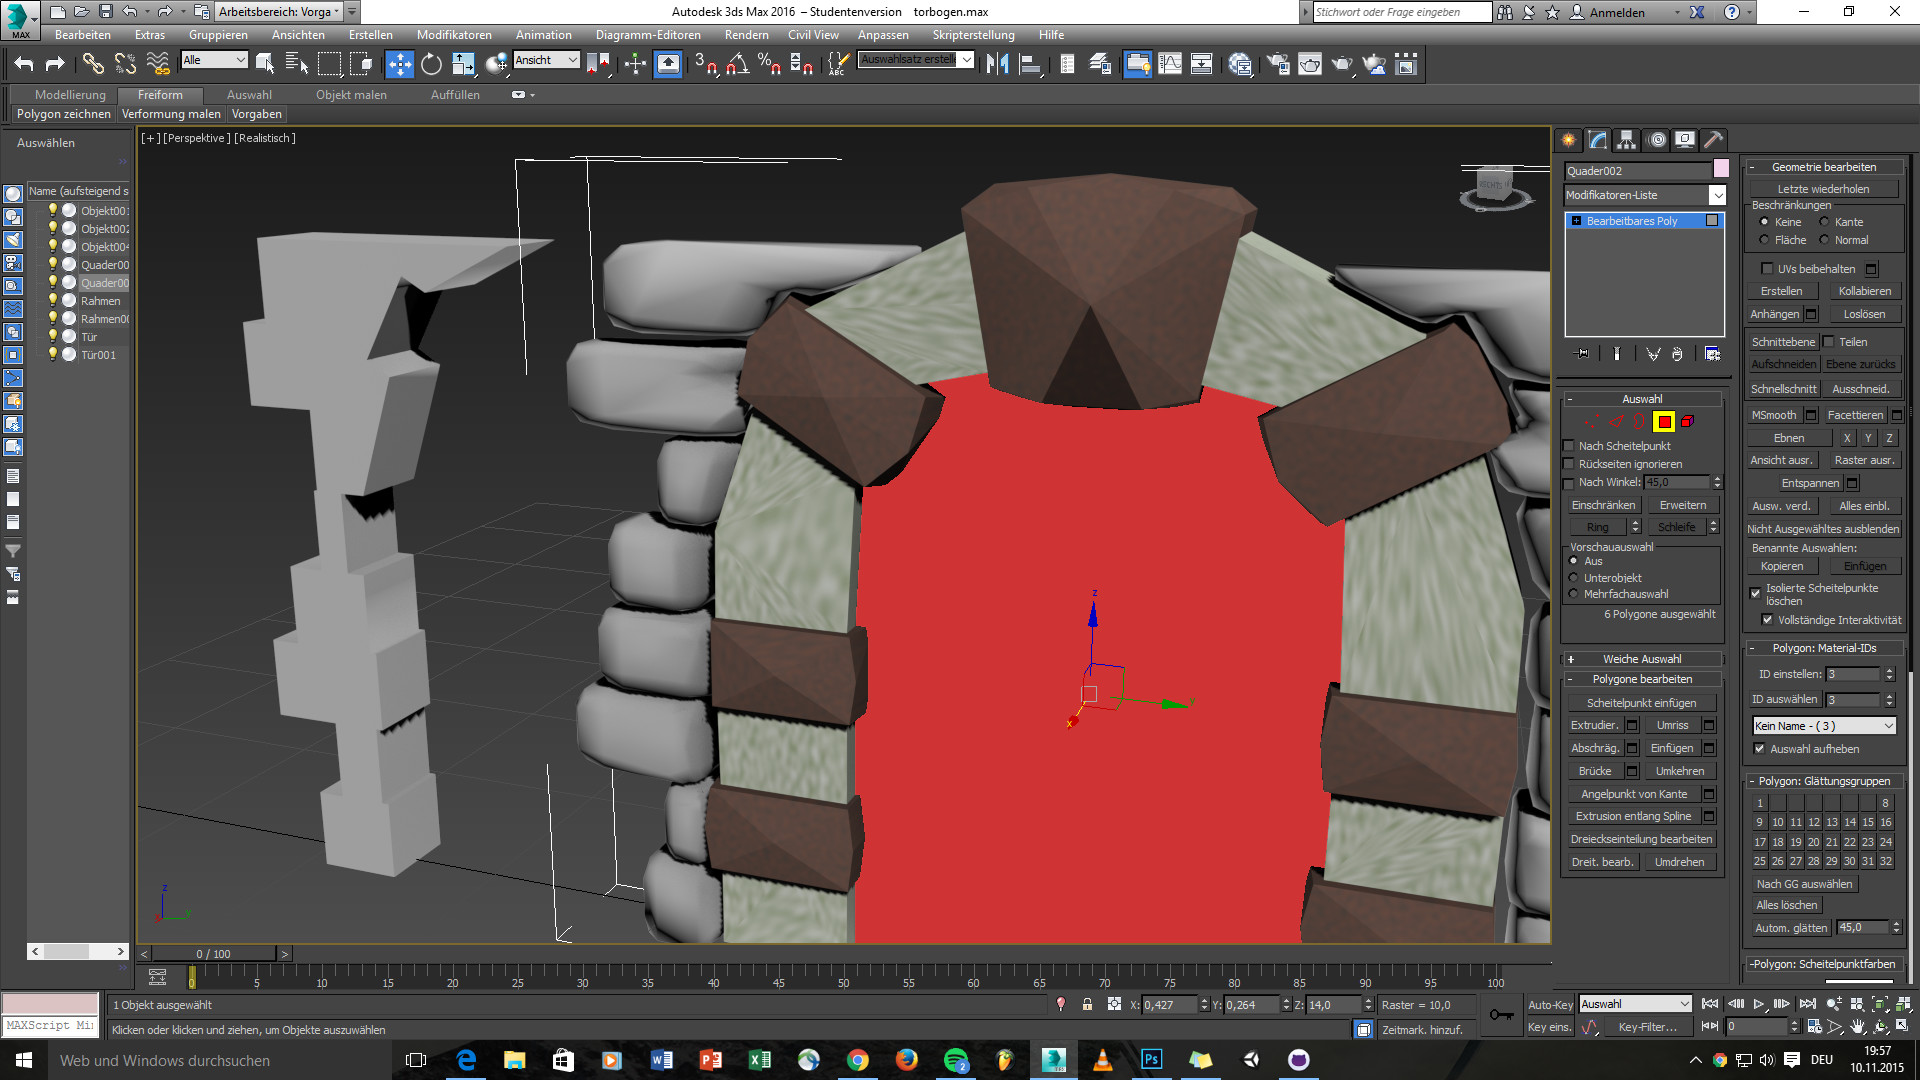 Arbeitsbereich: Vorga
Autodesk 3ds Max 2016 – Studentenversion torbogen.max
Stichwort oder Frage eingeben
Anmelden
MAX
Bearbeiten Extras Gruppieren Ansichten Erstellen Modifikatoren Animation Diagramm-Editoren Rendern Civil View Anpassen Skripterstellung Hilfe
Alle
Ansicht
Auswahlsatz erstelle
Modellierung Freiform Auswahl Objekt malen Auffüllen
Polygon zeichnen Verformung malen Vorgaben
Auswählen
Name (aufsteigend s
Objekt001
Objekt002
Objekt004
Quader00
Quader00
Rahmen
Rahmen00
Tür
Tür001
[+] [Perspektive] [Realistisch]
z
y
x
Quader002
Modifikatoren-Liste
Bearbeitbares Poly
- Auswahl
Nach Scheitelpunkt
Rückseiten ignorieren
Nach Winkel: 45,0
Einschränken Erweitern
Ring Schleife
Vorschauauswahl
Aus
Unterobjekt
Mehrfachauswahl
6 Polygone ausgewählt
+ Weiche Auswahl
- Polygone bearbeiten
Scheitelpunkt einfügen
Extrudier. Umriss
Abschräg. Einfügen
Brücke Umkehren
Angelpunkt von Kante
Extrusion entlang Spline
Dreieckseinteilung bearbeiten
Dreit. bearb. Umdrehen
- Geometrie bearbeiten
Letzte wiederholen
Beschränkungen
Keine Kante
Fläche Normal
UVs beibehalten
Erstellen Kollabieren
Anhängen Loslösen
Schnittebene Teilen
Aufschneiden Ebene zurücks
Schnellschnitt Ausschneid.
MSmooth Facettieren
Ebnen X Y Z
Ansicht ausr. Raster ausr.
Entspannen
Ausw. verd. Alles einbl.
Nicht Ausgewähltes ausblenden
Benannte Auswahlen:
Kopieren Einfügen
Isolierte Scheitelpunkte
löschen
Vollständige Interaktivität
- Polygon: Material-IDs
ID einstellen: 3
ID auswählen 3
Kein Name - ( 3 )
Auswahl aufheben
- Polygon: Glättungsgruppen
1 8
9 10 11 12 13 14 15 16
17 18 19 20 21 22 23 24
25 26 27 28 29 30 31 32
Nach GG auswählen
Alles löschen
Autom. glätten 45,0
-Polygon: Scheitelpunktfarben
< 0 / 100 >
0 5 10 15 20 25 30 35 40 45 50 55 60 65 70 75 80 85 90 95 100
1 Objekt ausgewählt
X: 0,427 Y: 0,264 Z: 14,0
Raster = 10,0
Auto-Key Auswahl
MAXScript Mi
Klicken oder klicken und ziehen, um Objekte auszuwählen
Zeitmark. hinzuf.
Key eins. Key-Filter... 0
Web und Windows durchsuchen
2
DEU
19:57
10.11.2015